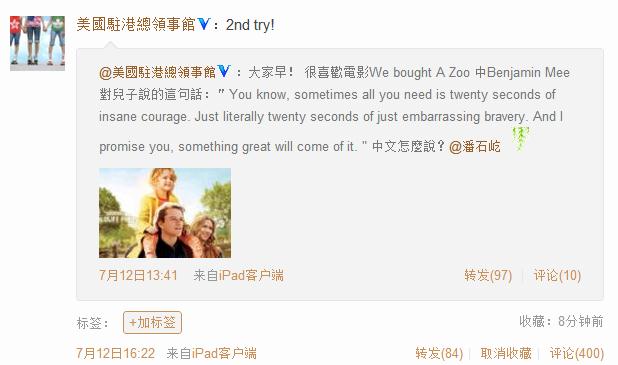 美國駐港總領事館V：2nd try!
@美國駐港總領事館V：大家早！ 很喜歡電影We bought A Zoo 中Benjamin Mee
對兒子說的這句話：" You know, sometimes all you need is twenty seconds of
insane courage. Just literally twenty seconds of just embarrassing bravery. And I
promise you, something great will come of it. " 中文怎麼說？@潘石屹
7月12日13:41 来自iPad客户端 转发(97) 评论(10)
标签： +加标签 收藏：8分钟前
7月12日16:22 来自iPad客户端 转发(84) 取消收藏 评论(400)